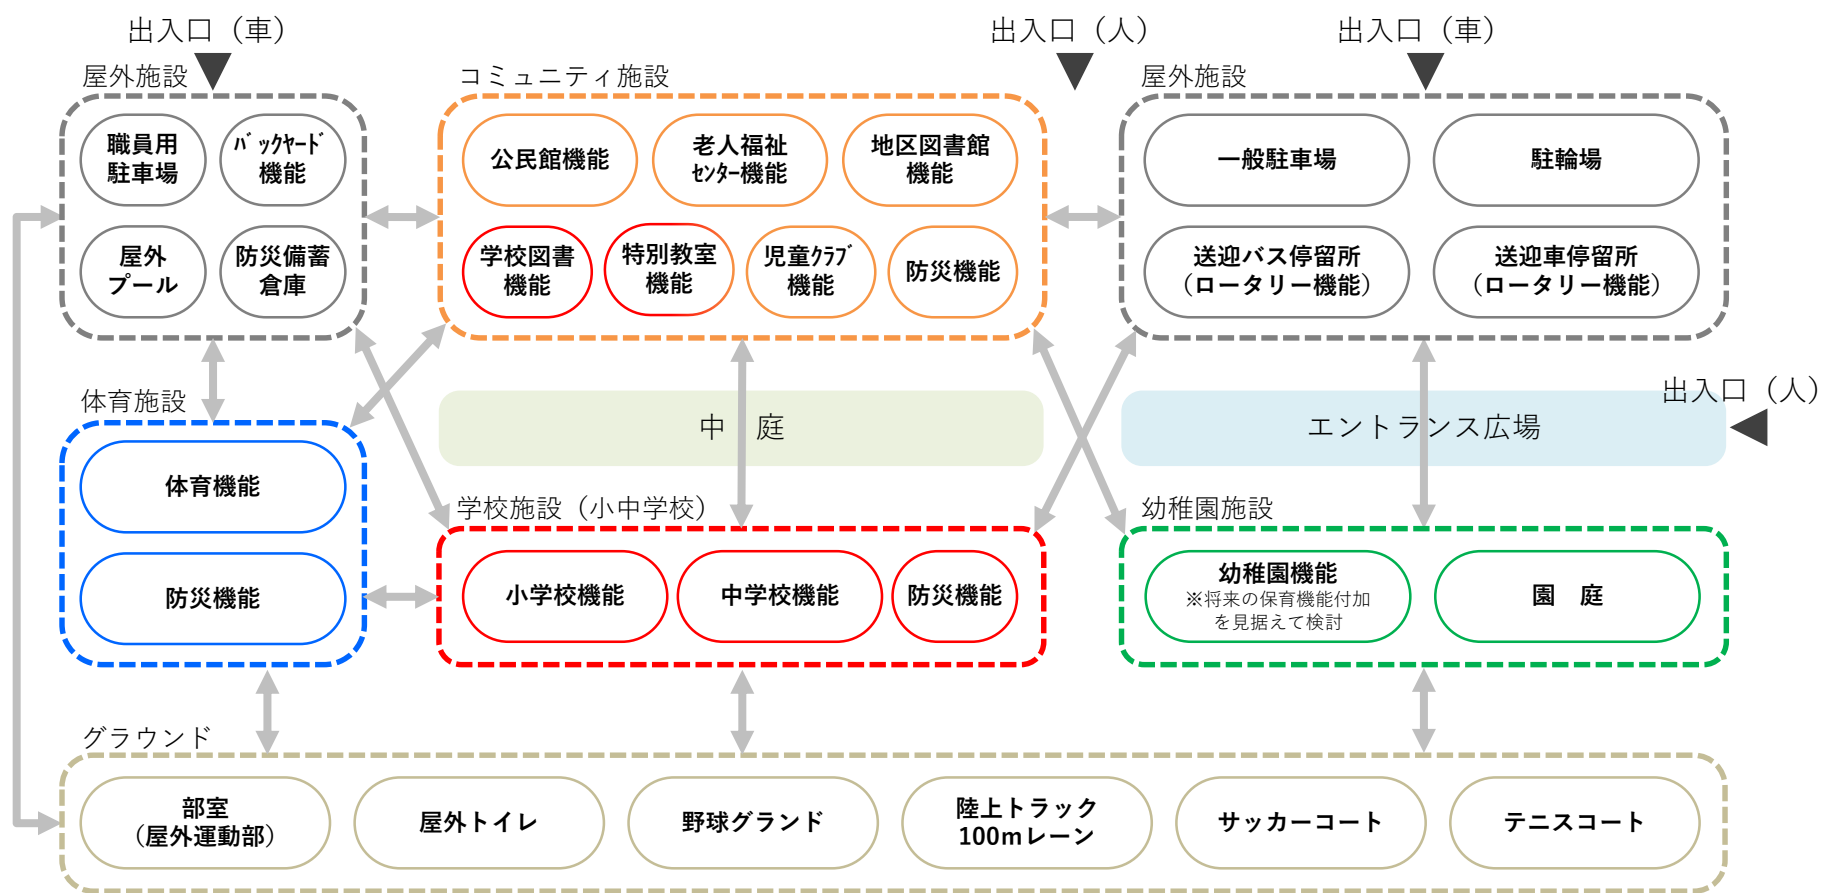 出入口（車）
出入口（人）
出入口（車）
屋外施設
コミュニティ施設
屋外施設
職員用
駐車場
ﾊﾞｯｸﾔｰﾄﾞ
機能
屋外
プール
防災備蓄
倉庫
公民館機能
老人福祉
ｾﾝﾀｰ機能
地区図書館
機能
学校図書
機能
特別教室
機能
児童ｸﾗﾌﾞ
機能
防災機能
一般駐車場
駐輪場
送迎バス停留所
（ロータリー機能）
送迎車停留所
（ロータリー機能）
出入口（人）
中　庭
エントランス広場
体育施設
体育機能
防災機能
学校施設（小中学校）
小学校機能
中学校機能
防災機能
幼稚園施設
幼稚園機能
※将来の保育機能付加
を見据えて検討
園　庭
グラウンド
部室
（屋外運動部）
屋外トイレ
野球グランド
陸上トラック
100mレーン
サッカーコート
テニスコート